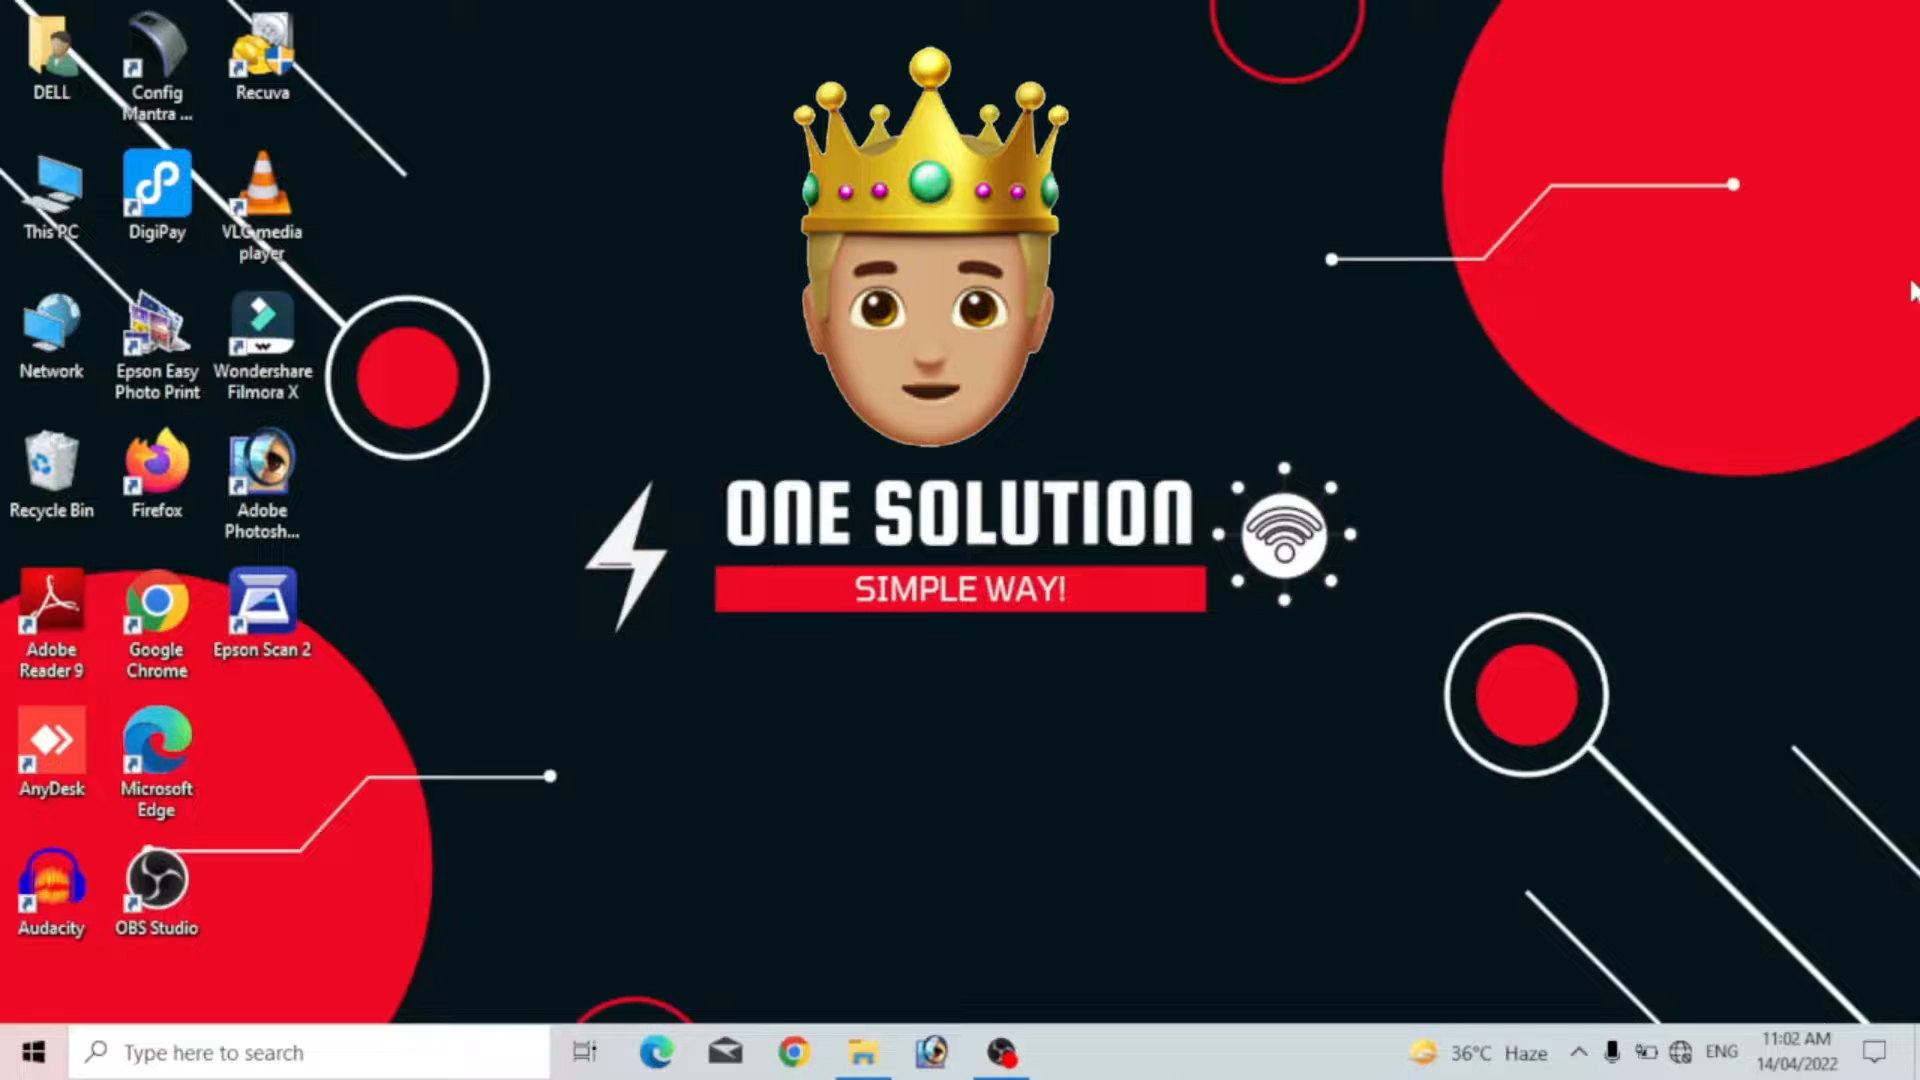 DELL
Config
Mantra ...
Recuva
This PC
DigiPay
VLC media
player
Network
Epson Easy
Photo Print
Wondershare
Filmora X
Recycle Bin
Firefox
Adobe
Photosh...
Adobe
Reader 9
Google
Chrome
Epson Scan 2
AnyDesk
Microsoft
Edge
Audacity
OBS Studio
ONE SOLUTION
SIMPLE WAY!
Type here to search
36°C Haze
ENG
11:02 AM
14/04/2022